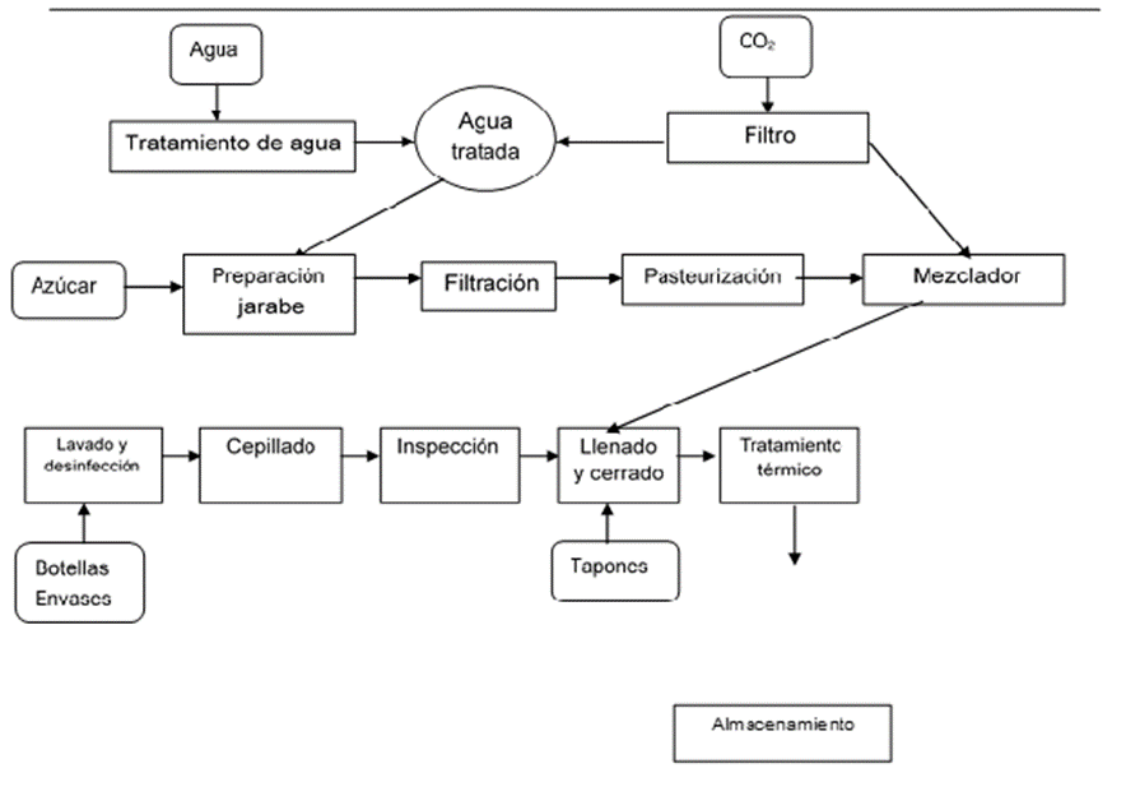 Agua
CO₂
Tratamiento de agua
Agua
tratada
Filtro
Azúcar
Preparación
jarabe
Filtración
Pasteurización
Mezclador
Lavado y
desinfección
Cepillado
Inspección
Llenado
y cerrado
Tratamiento
térmico
Botellas
Envases
Tapones
Almacenamiento